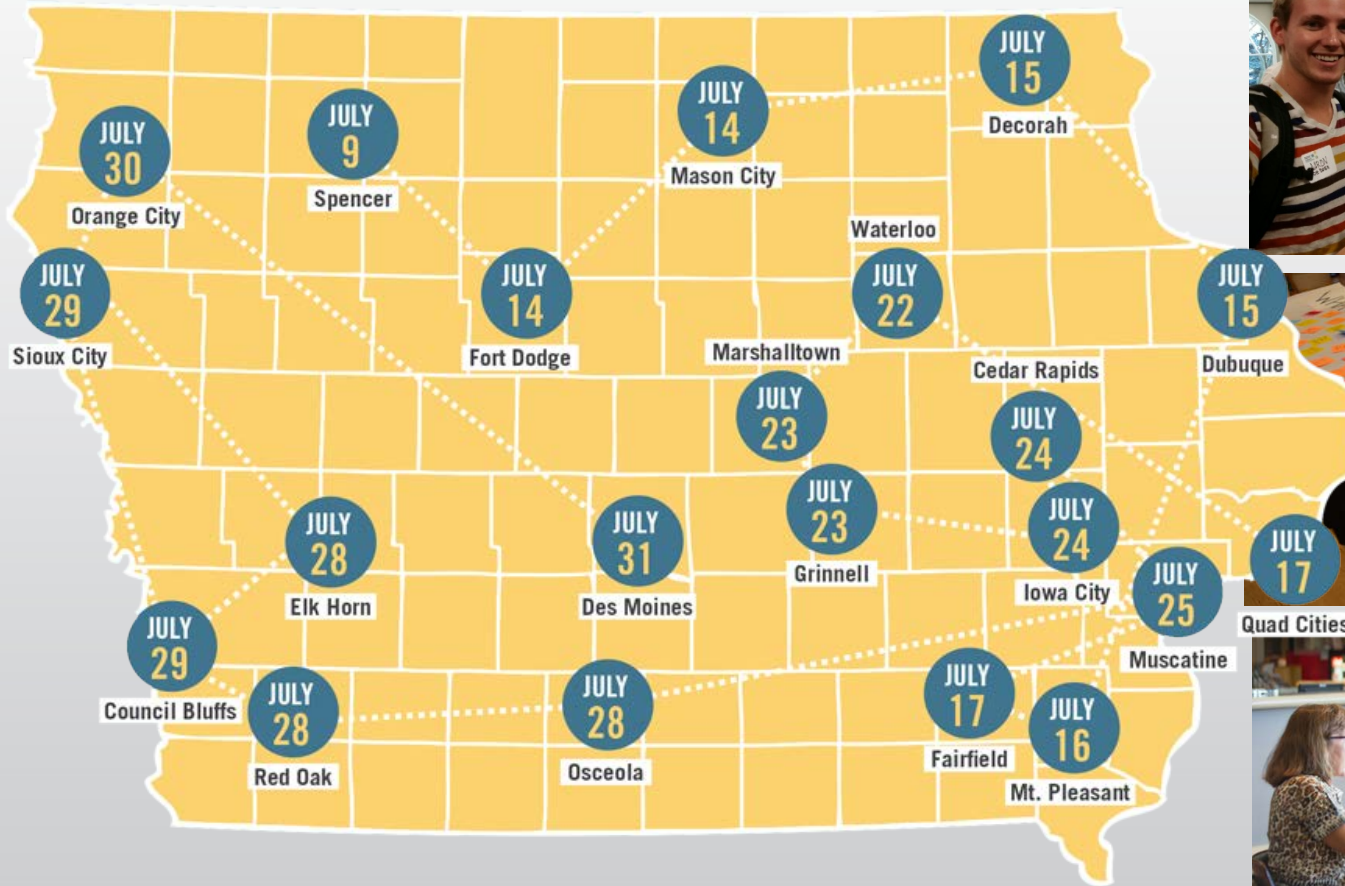 JULY
15
Decorah
JULY
14
Mason City
JULY
9
Spencer
JULY
30
Orange City
Waterloo
JULY
22
JULY
15
Dubuque
JULY
14
Fort Dodge
JULY
29
Sioux City
Marshalltown
JULY
23
Cedar Rapids
JULY
24
JULY
23
Grinnell
JULY
24
Iowa City
JULY
28
Elk Horn
JULY
31
Des Moines
JULY
17
Quad Cities
JULY
25
Muscatine
JULY
29
Council Bluffs
JULY
28
Red Oak
JULY
28
Osceola
JULY
17
Fairfield
JULY
16
Mt. Pleasant